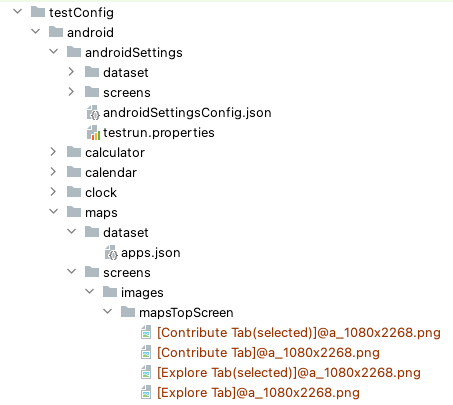 testConfig
android
androidSettings
dataset
screens
androidSettingsConfig.json
testrun.properties
calculator
calendar
clock
maps
dataset
apps.json
screens
images
mapsTopScreen
[Contribute Tab(selected)]@a_1080x2268.png
[Contribute Tab]@a_1080x2268.png
[Explore Tab(selected)]@a_1080x2268.png
[Explore Tab]@a_1080x2268.png